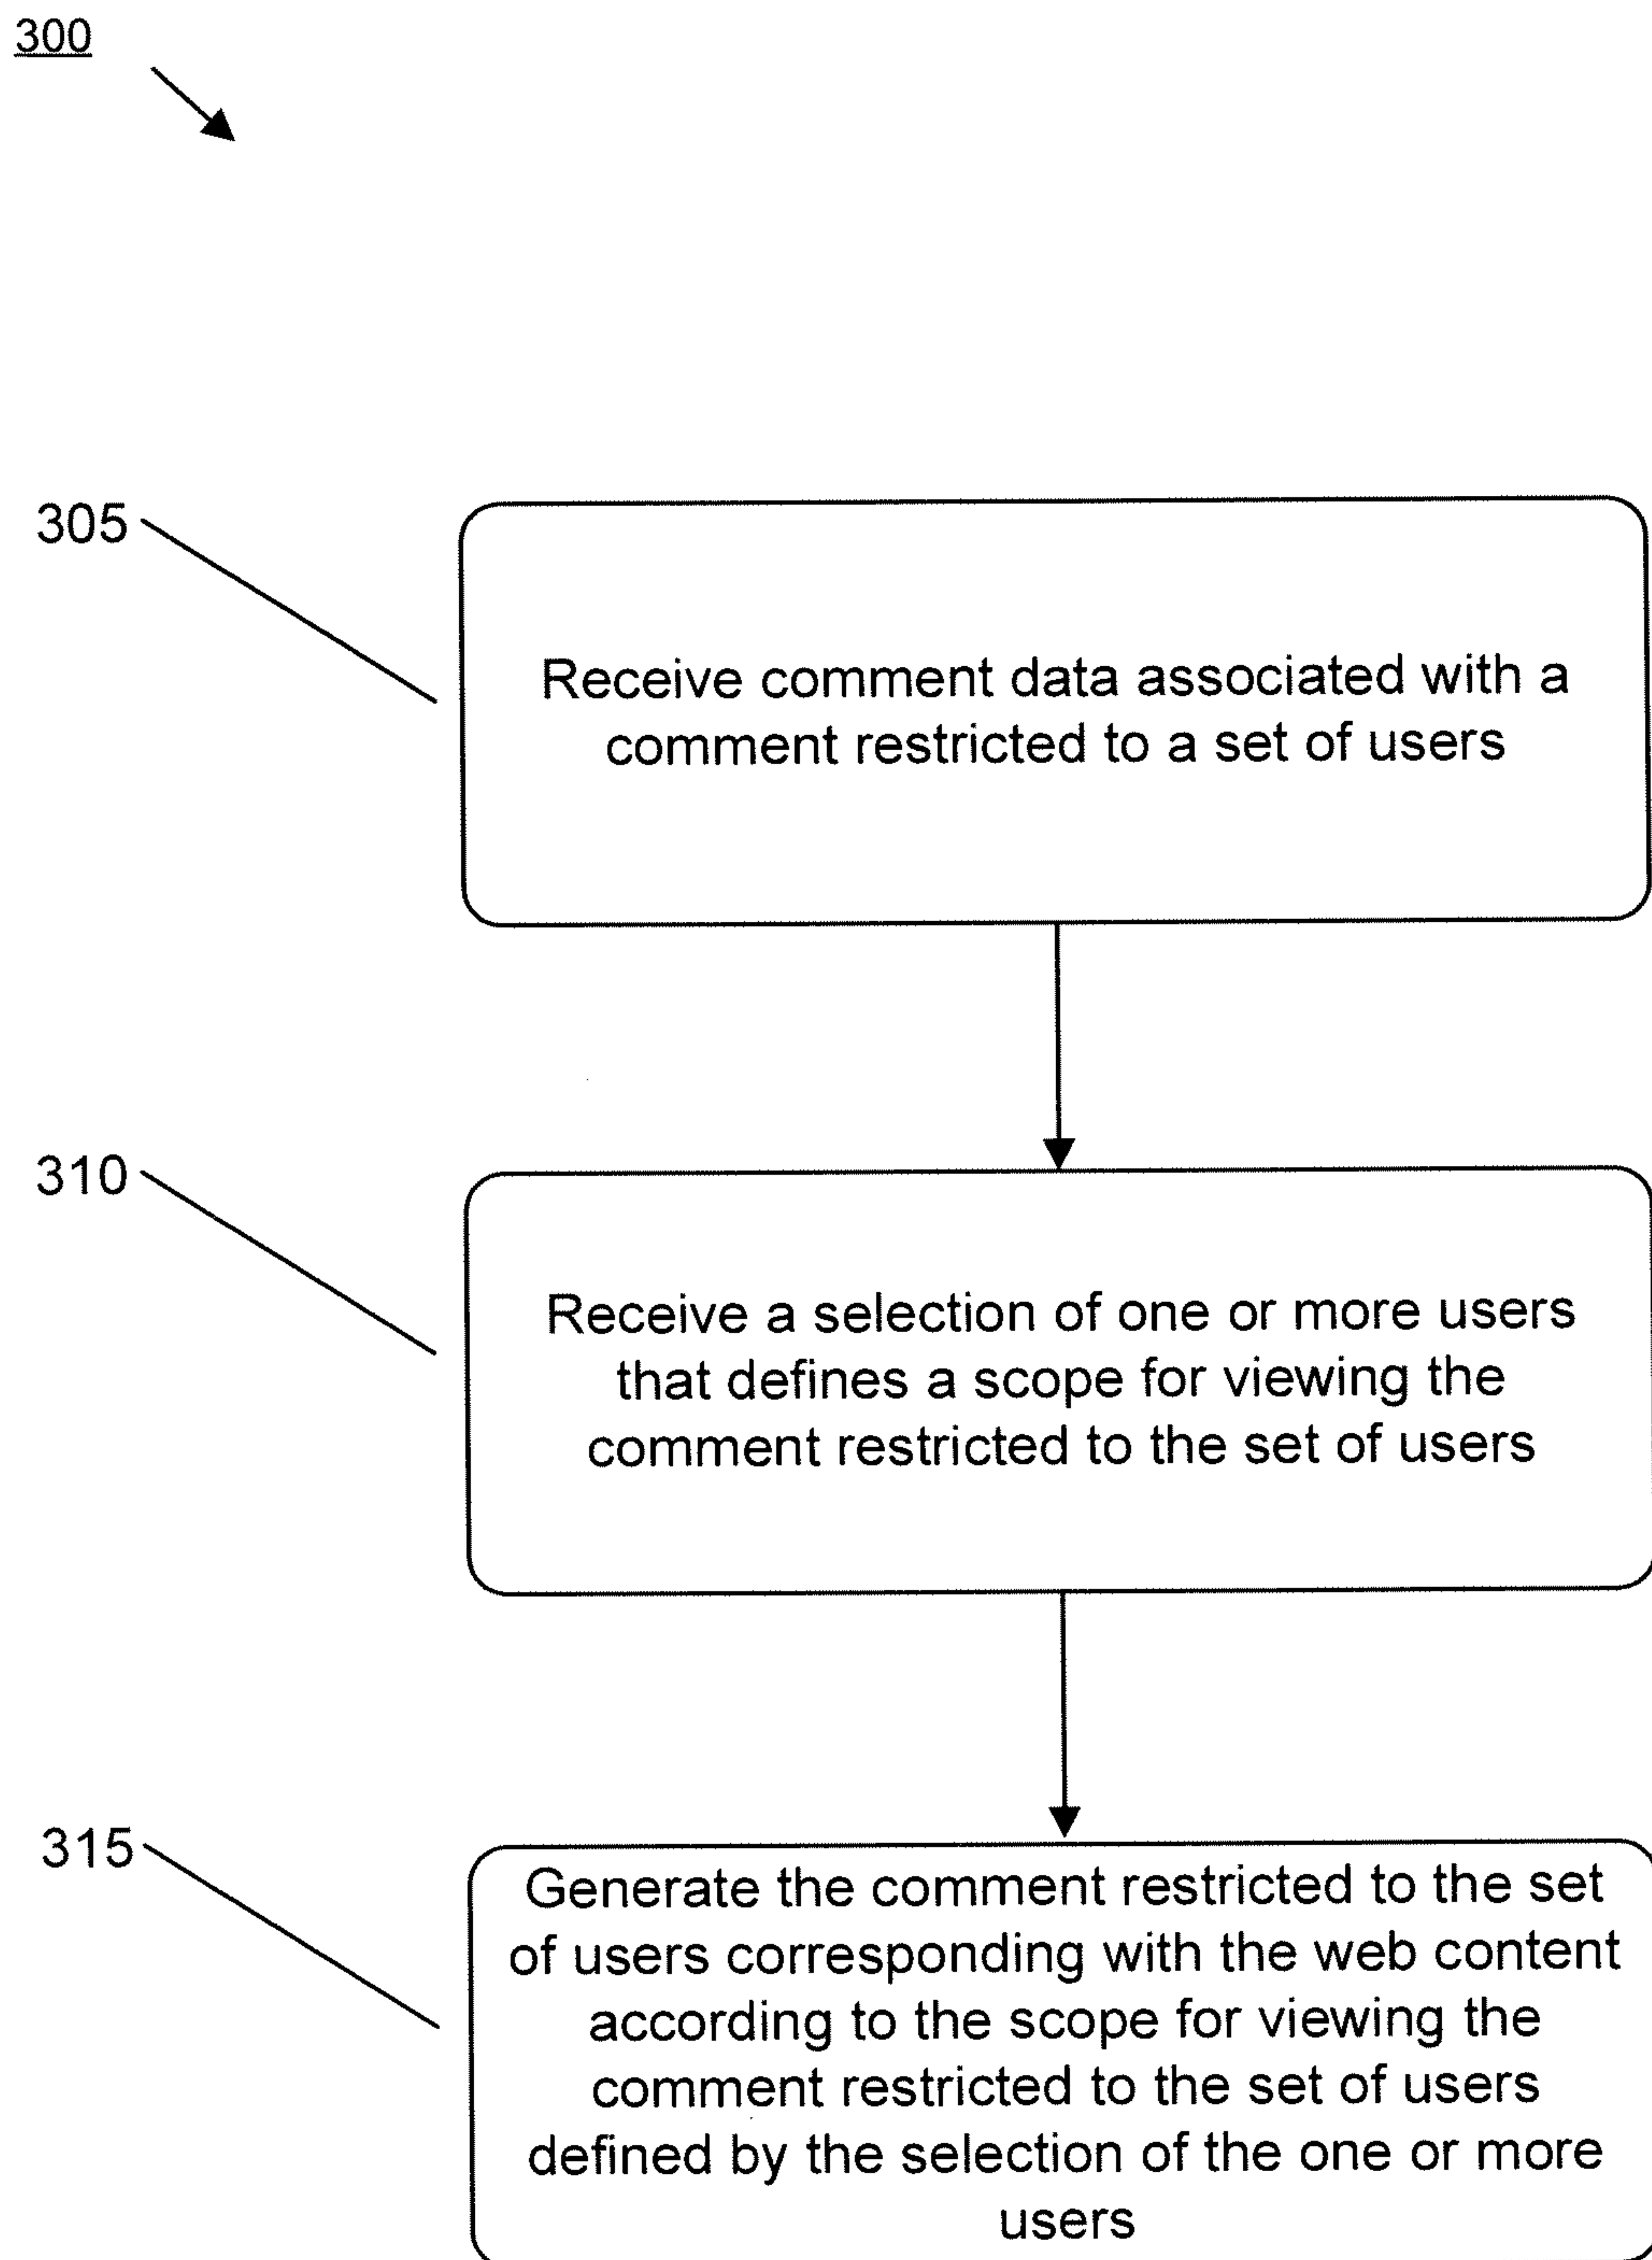 300
305
Receive comment data associated with a
comment restricted to a set of users
310
Receive a selection of one or more users
that defines a scope for viewing the
comment restricted to the set of users
315
Generate the comment restricted to the set
of users corresponding with the web content
according to the scope for viewing the
comment restricted to the set of users
defined by the selection of the one or more
users